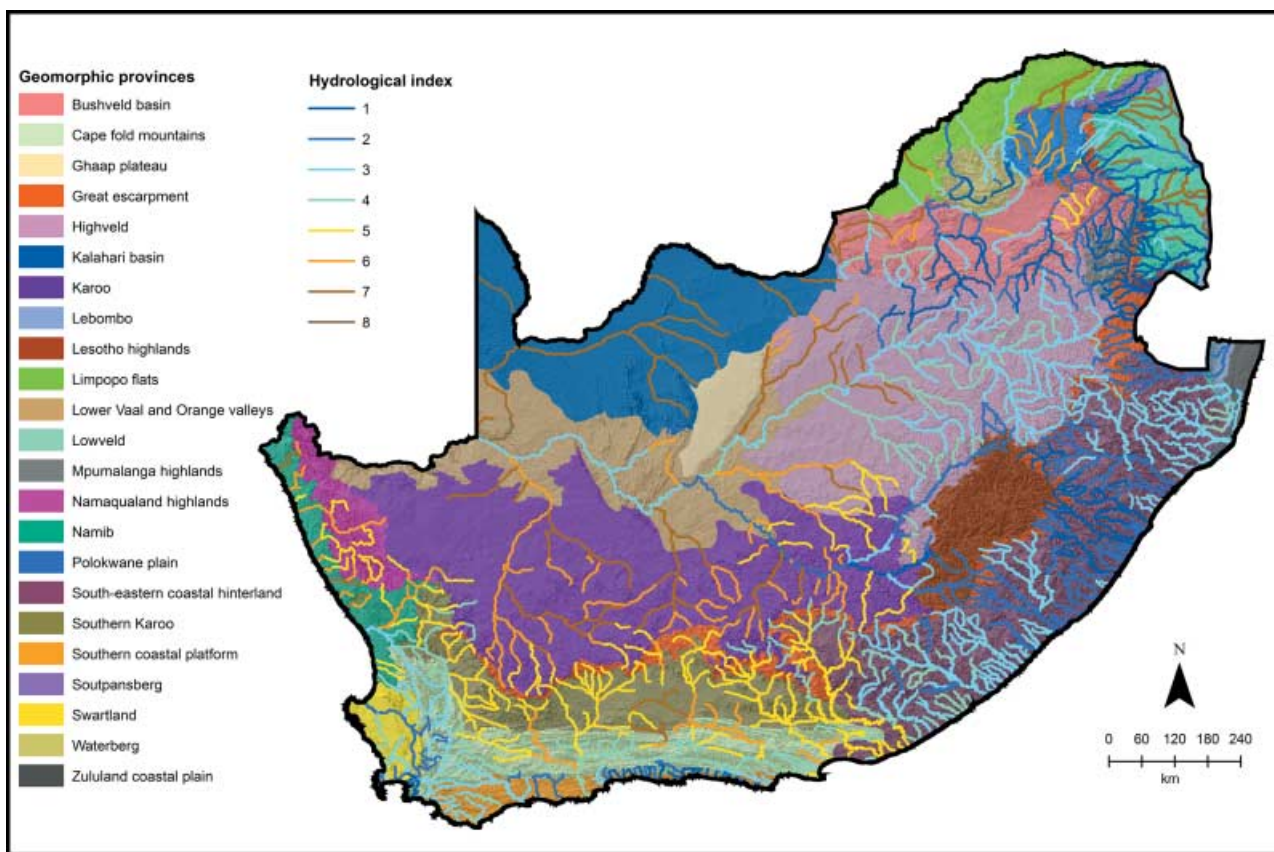 Geomorphic provinces
Bushveld basin
Cape fold mountains
Ghaap plateau
Great escarpment
Highveld
Kalahari basin
Karoo
Lebombo
Lesotho highlands
Limpopo flats
Lower Vaal and Orange valleys
Lowveld
Mpumalanga highlands
Namaqualand highlands
Namib
Polokwane plain
South-eastern coastal hinterland
Southern Karoo
Southern coastal platform
Soutpansberg
Swartland
Waterberg
Zululand coastal plain
Hydrological index
1
2
3
4
5
6
7
8
N
0 60 120 180 240
km